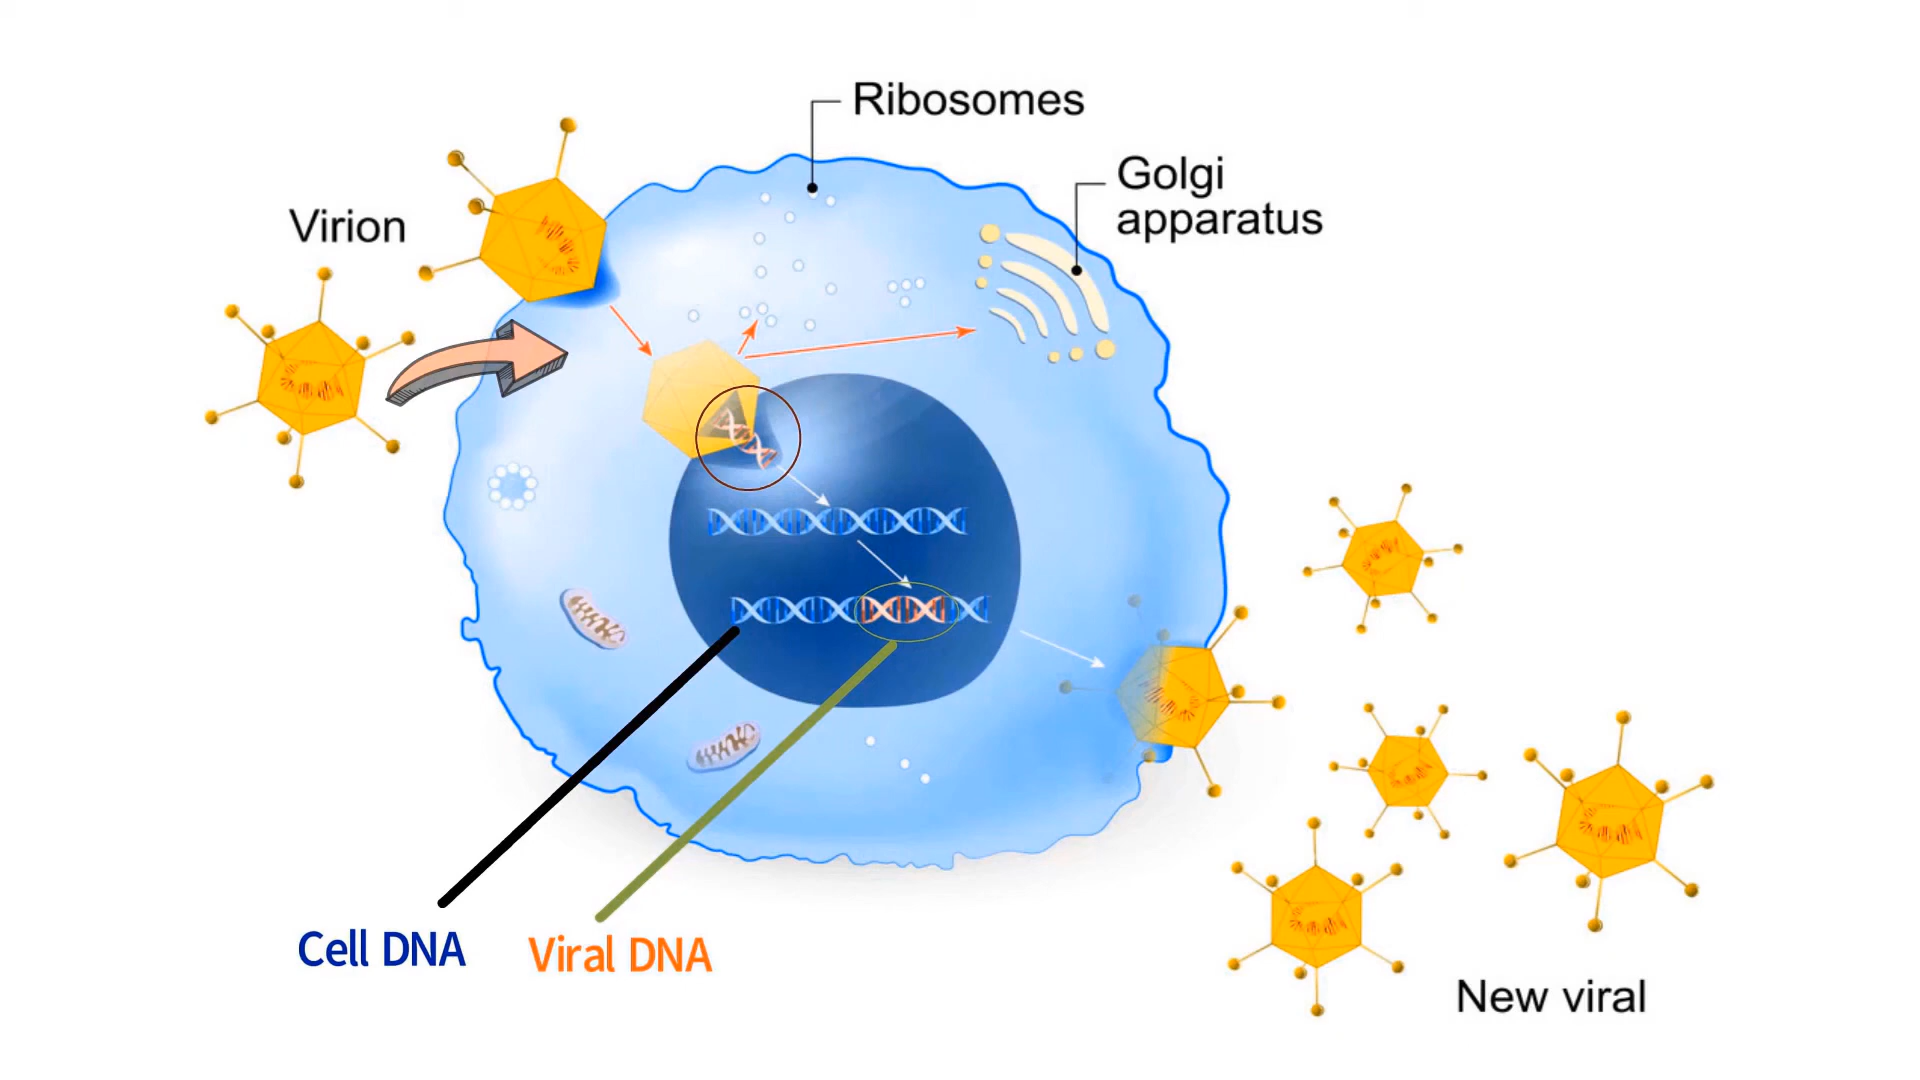 Ribosomes
Golgi
apparatus
Virion
Cell DNA
Viral DNA
New viral